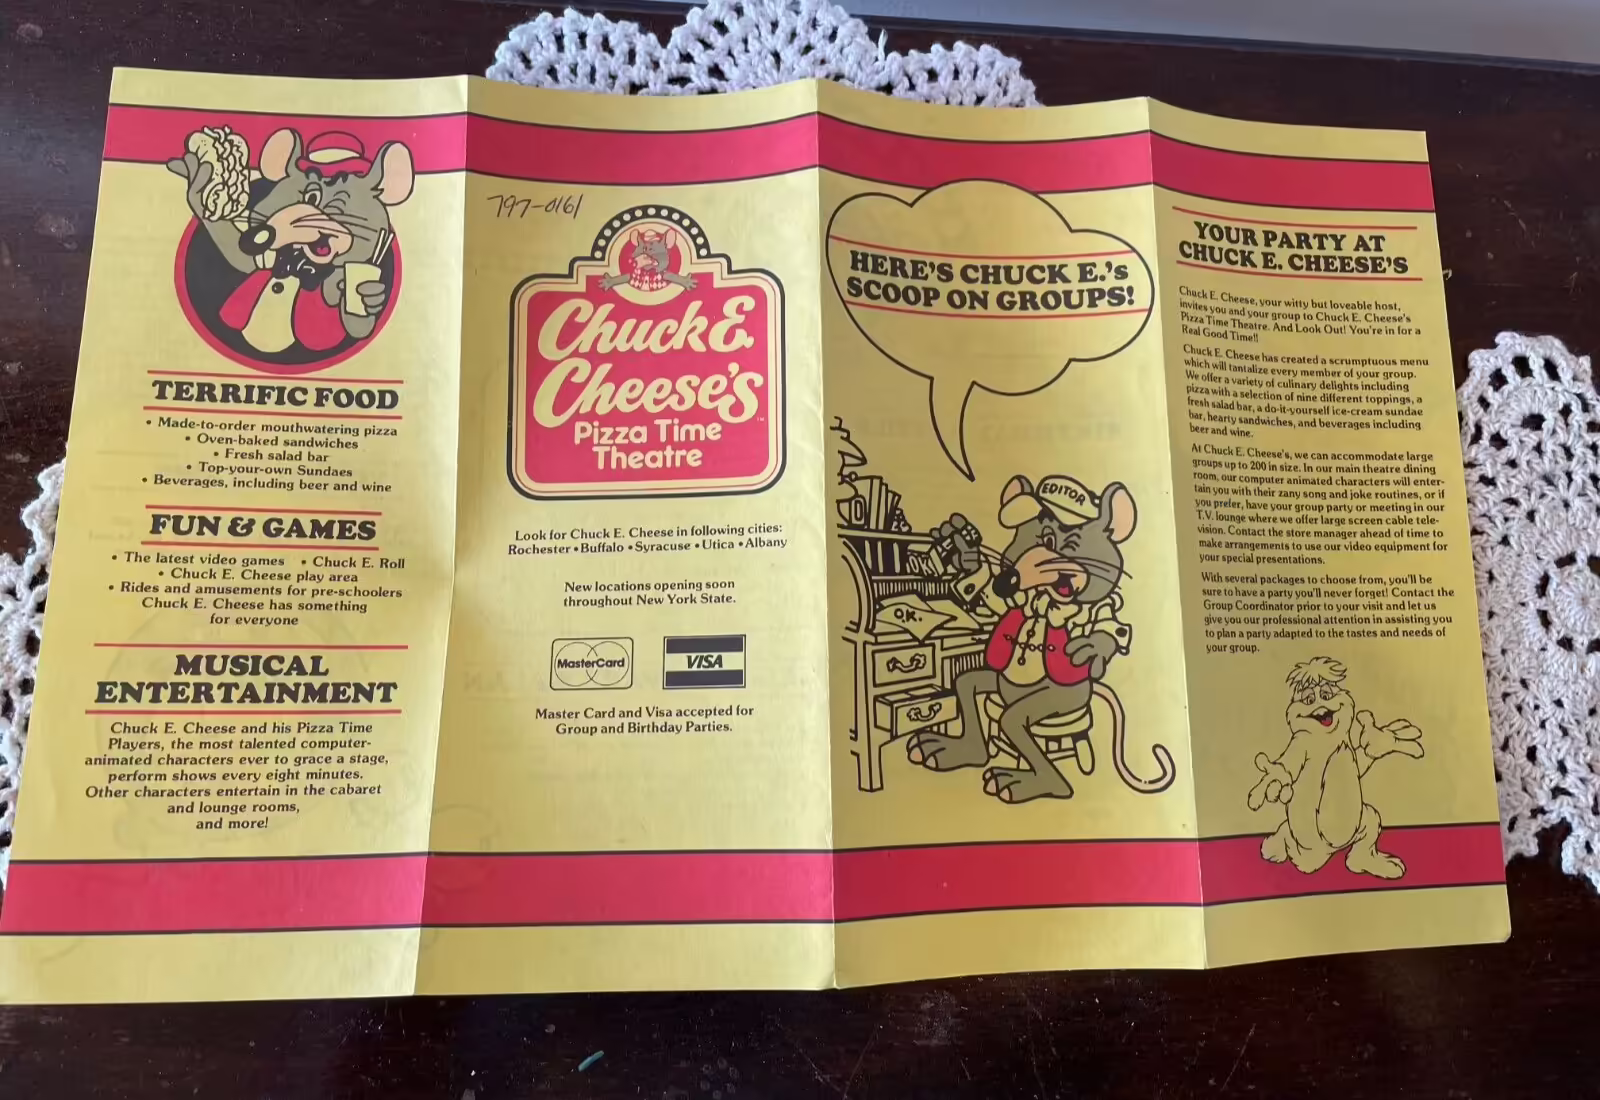 TERRIFIC FOOD
• Made-to-order mouthwatering pizza
• Oven-baked sandwiches
• Fresh salad bar
• Top-your-own Sundaes
• Beverages, including beer and wine
FUN & GAMES
• The latest video games • Chuck E. Roll
• Chuck E. Cheese play area
• Rides and amusements for pre-schoolers
Chuck E. Cheese has something
for everyone
MUSICAL
ENTERTAINMENT
Chuck E. Cheese and his Pizza Time
Players, the most talented computer-
animated characters ever to grace a stage,
perform shows every eight minutes.
Other characters entertain in the cabaret
and lounge rooms,
and more!
797-0161
Chuck E.
Cheese's
Pizza Time
Theatre
Look for Chuck E. Cheese in following cities:
Rochester • Buffalo • Syracuse • Utica • Albany
New locations opening soon
throughout New York State.
MasterCard
VISA
Master Card and Visa accepted for
Group and Birthday Parties.
HERE'S CHUCK E.'s
SCOOP ON GROUPS!
EDITOR
OK!
O.K.
YOUR PARTY AT
CHUCK E. CHEESE'S
Chuck E. Cheese, your witty but loveable host,
invites you and your group to Chuck E. Cheese's
Pizza Time Theatre. And Look Out! You're in for a
Real Good Time!!
Chuck E. Cheese has created a scrumptuous menu
which will tantalize every member of your group.
We offer a variety of culinary delights including
pizza with a selection of nine different toppings, a
fresh salad bar, a do-it-yourself ice-cream sundae
bar, hearty sandwiches, and beverages including
beer and wine.
At Chuck E. Cheese's, we can accommodate large
groups up to 200 in size. In our main theatre dining
room, our computer animated characters will enter-
tain you with their zany song and joke routines, or if
you prefer, have your group party or meeting in our
T.V. lounge where we offer large screen cable tele-
vision. Contact the store manager ahead of time to
make arrangements to use our video equipment for
your special presentations.
With several packages to choose from, you'll be
sure to have a party you'll never forget! Contact the
Group Coordinator prior to your visit and let us
give you our professional attention in assisting you
to plan a party adapted to the tastes and needs of
your group.